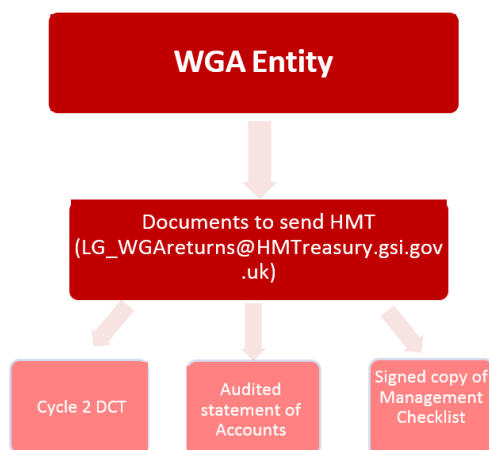 WGA Entity
Documents to send HMT
(LG_WGAreturns@HMTreasury.gsi.gov
.uk)
Cycle 2 DCT
Audited
statement of
Accounts
Signed copy of
Management
Checklist